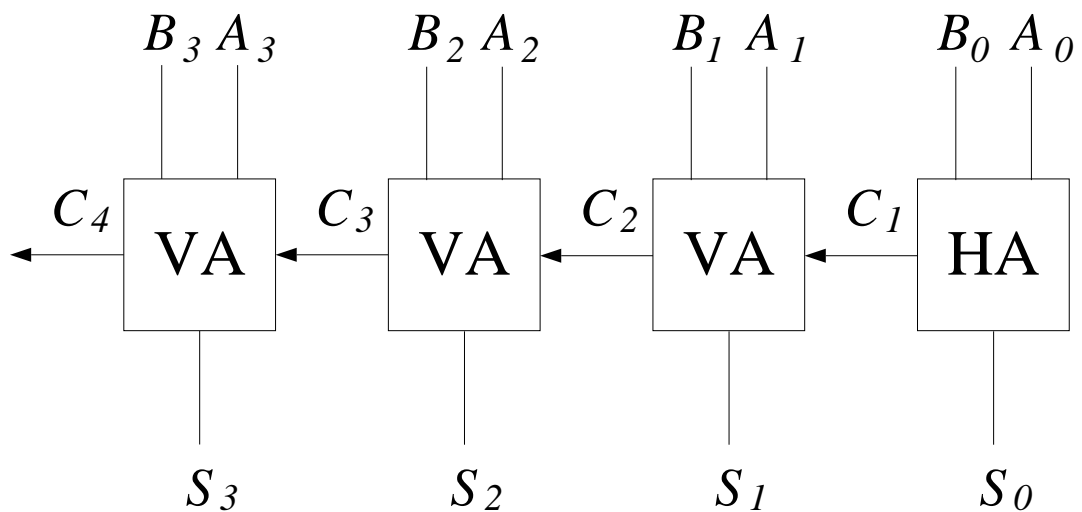 B3 A3 B2 A2 B1 A1 B0 A0
C4 C3 C2 C1
VA VA VA HA
S3 S2 S1 S0